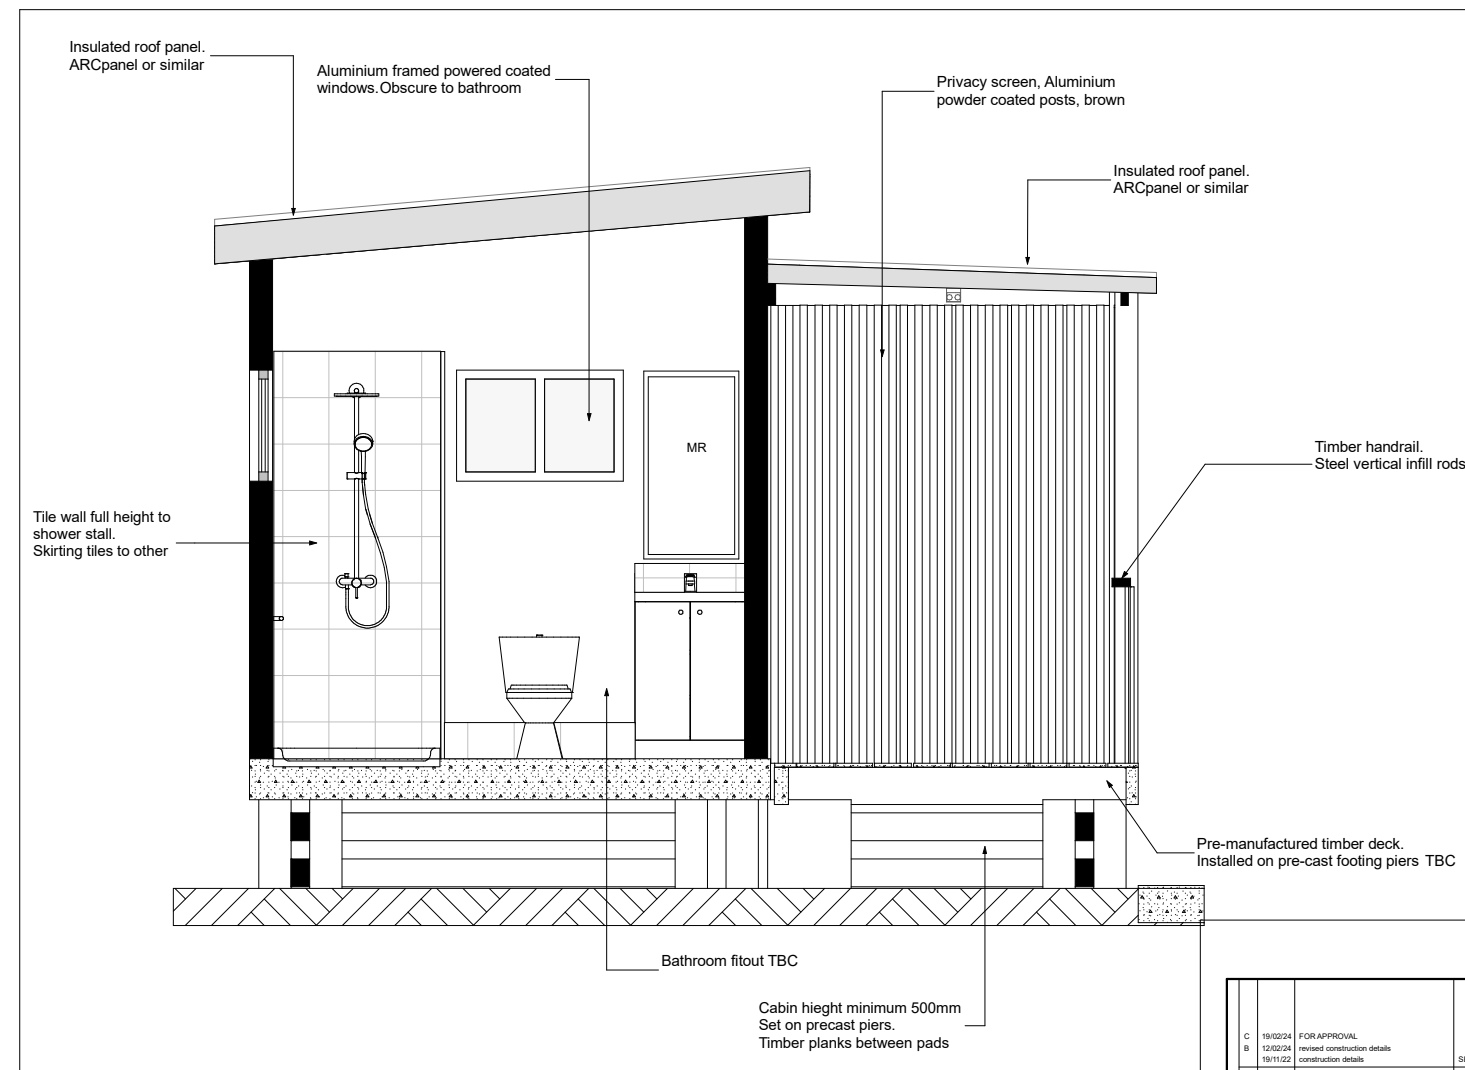 Insulated roof panel.
ARCpanel or similar
Aluminium framed powered coated
windows.Obscure to bathroom
Privacy screen, Aluminium
powder coated posts, brown
Insulated roof panel.
ARCpanel or similar
MR
Timber handrail.
Steel vertical infill rods
Tile wall full height to
shower stall.
Skirting tiles to other
Pre-manufactured timber deck.
Installed on pre-cast footing piers TBC
Bathroom fitout TBC
Cabin hieght minimum 500mm
Set on precast piers.
Timber planks between pads
C 19/02/24 FOR APPROVAL
B 12/02/24 revised construction details
19/11/22 construction details